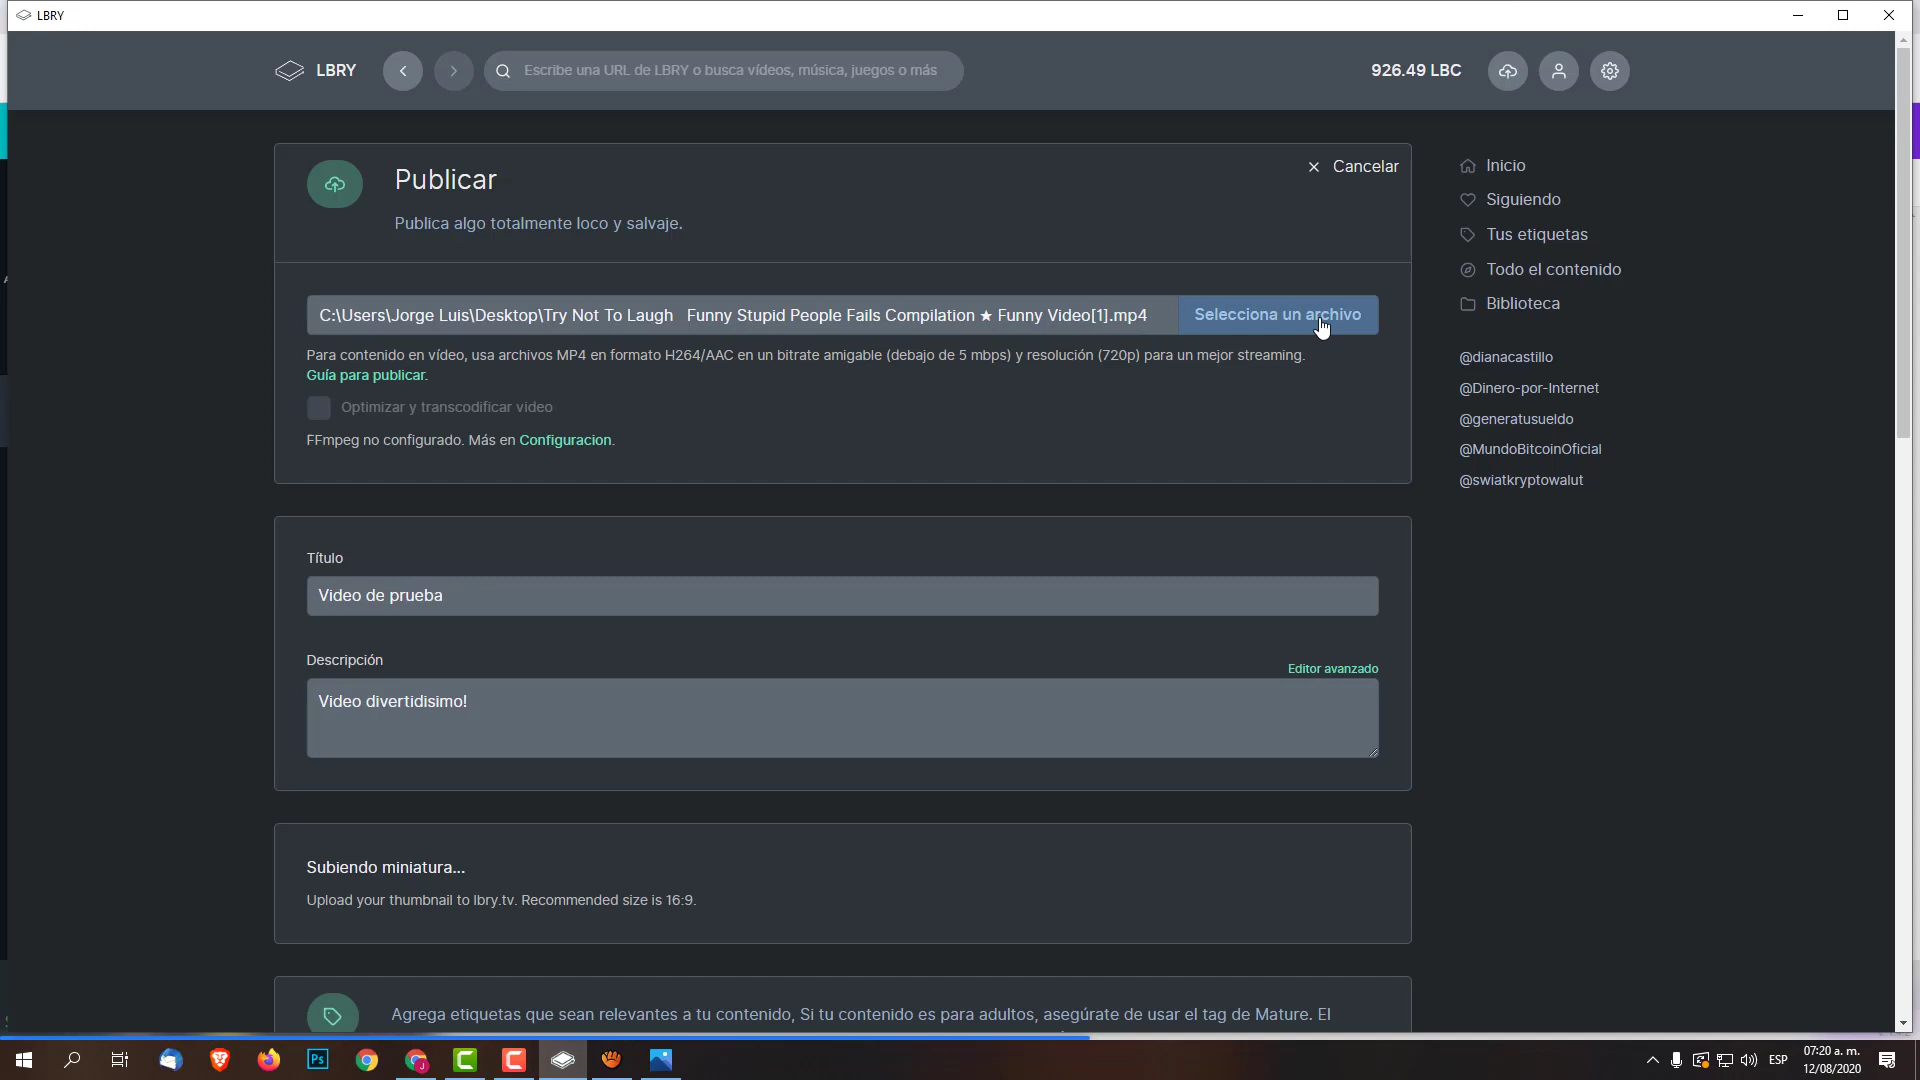 LBRY
LBRY
Escribe una URL de LBRY o busca vídeos, música, juegos o más
926.49 LBC
Publicar
Cancelar
Publica algo totalmente loco y salvaje.
C:\Users\Jorge Luis\Desktop\Try Not To Laugh   Funny Stupid People Fails Compilation ★ Funny Video[1].mp4
Selecciona un archivo
Para contenido en vídeo, usa archivos MP4 en formato H264/AAC en un bitrate amigable (debajo de 5 mbps) y resolución (720p) para un mejor streaming.
Guía para publicar.
Optimizar y transcodificar video
FFmpeg no configurado. Más en Configuracion.
Título
Video de prueba
Descripción
Editor avanzado
Video divertidisimo!
Subiendo miniatura...
Upload your thumbnail to lbry.tv. Recommended size is 16:9.
Agrega etiquetas que sean relevantes a tu contenido, Si tu contenido es para adultos, asegúrate de usar el tag de Mature. El
Inicio
Siguiendo
Tus etiquetas
Todo el contenido
Biblioteca
@dianacastillo
@Dinero-por-Internet
@generatusueldo
@MundoBitcoinOficial
@swiatkryptowalut
Ps
J
ESP
07:20 a. m.
12/08/2020